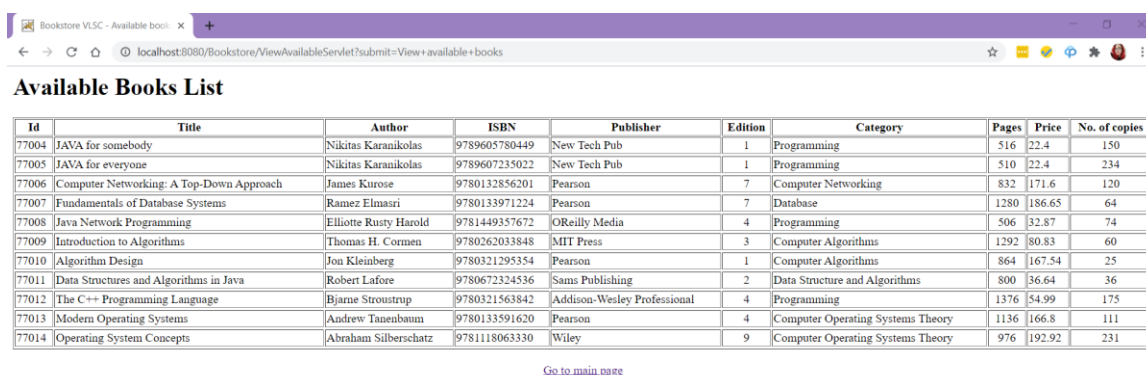 Bookstore VLSC - Available book
localhost:8080/Bookstore/ViewAvailableServlet?submit=View+available+books
Available Books List
Id Title Author ISBN Publisher Edition Category Pages Price No. of copies
77004 JAVA for somebody Nikitas Karanikolas 9789605780449 New Tech Pub 1 Programming 516 22.4 150
77005 JAVA for everyone Nikitas Karanikolas 9789607235022 New Tech Pub 1 Programming 510 22.4 234
77006 Computer Networking: A Top-Down Approach James Kurose 9780132856201 Pearson 7 Computer Networking 832 171.6 120
77007 Fundamentals of Database Systems Ramez Elmasri 9780133971224 Pearson 7 Database 1280 186.65 64
77008 Java Network Programming Elliotte Rusty Harold 9781449357672 OReilly Media 4 Programming 506 32.87 74
77009 Introduction to Algorithms Thomas H. Cormen 9780262033848 MIT Press 3 Computer Algorithms 1292 80.83 60
77010 Algorithm Design Jon Kleinberg 9780321295354 Pearson 1 Computer Algorithms 864 167.54 25
77011 Data Structures and Algorithms in Java Robert Lafore 9780672324536 Sams Publishing 2 Data Structure and Algorithms 800 36.64 36
77012 The C++ Programming Language Bjarne Stroustrup 9780321563842 Addison-Wesley Professional 4 Programming 1376 54.99 175
77013 Modern Operating Systems Andrew Tanenbaum 9780133591620 Pearson 4 Computer Operating Systems Theory 1136 166.8 111
77014 Operating System Concepts Abraham Silberschatz 9781118063330 Wiley 9 Computer Operating Systems Theory 976 192.92 231
Go to main page